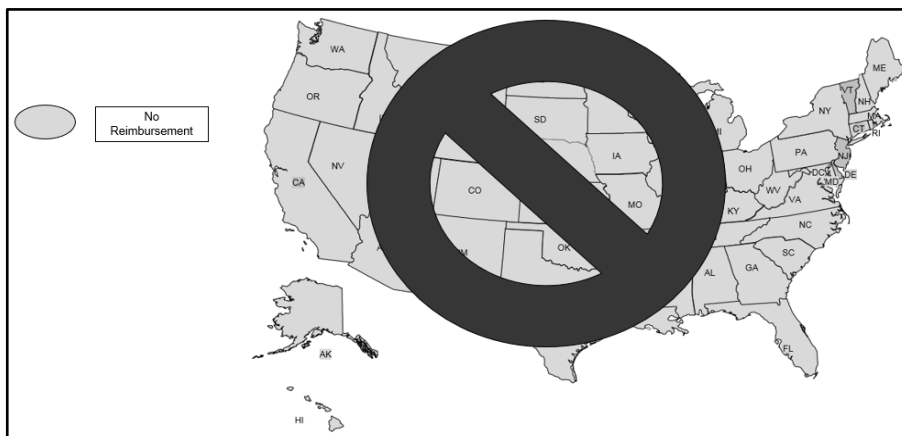 No
Reimbursement
WA
ME
VT
NH
OR
NY
MA
SD
MI
CT
RI
IA
PA
NV
OH
NJ
CA
DC
DE
MD
WV
CO
MO
VA
KY
NC
OK
SC
AL
GA
FL
AK
HI